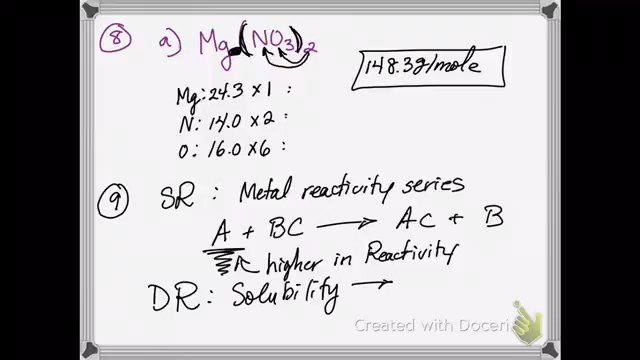 ⑧ a) Mg(NO3)2
148.3g/mole
Mg: 24.3 x 1 :
N: 14.0 x 2 :
O: 16.0 x 6 :
⑨ SR : Metal reactivity series
A + BC → AC + B
higher in Reactivity
DR: Solubility →
Created with Doceri